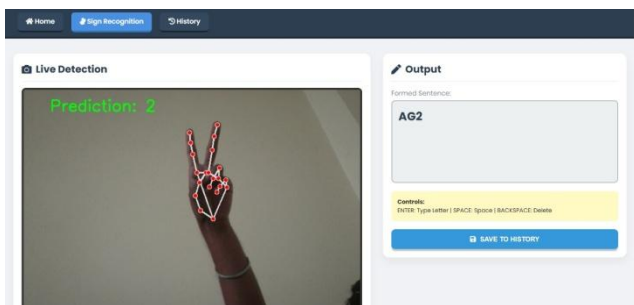 Home
Sign Recognition
History
Live Detection
Prediction: 2
Output
Formed Sentence:
AG2
Controls:
ENTER: Type Letter | SPACE: Space | BACKSPACE: Delete
SAVE TO HISTORY